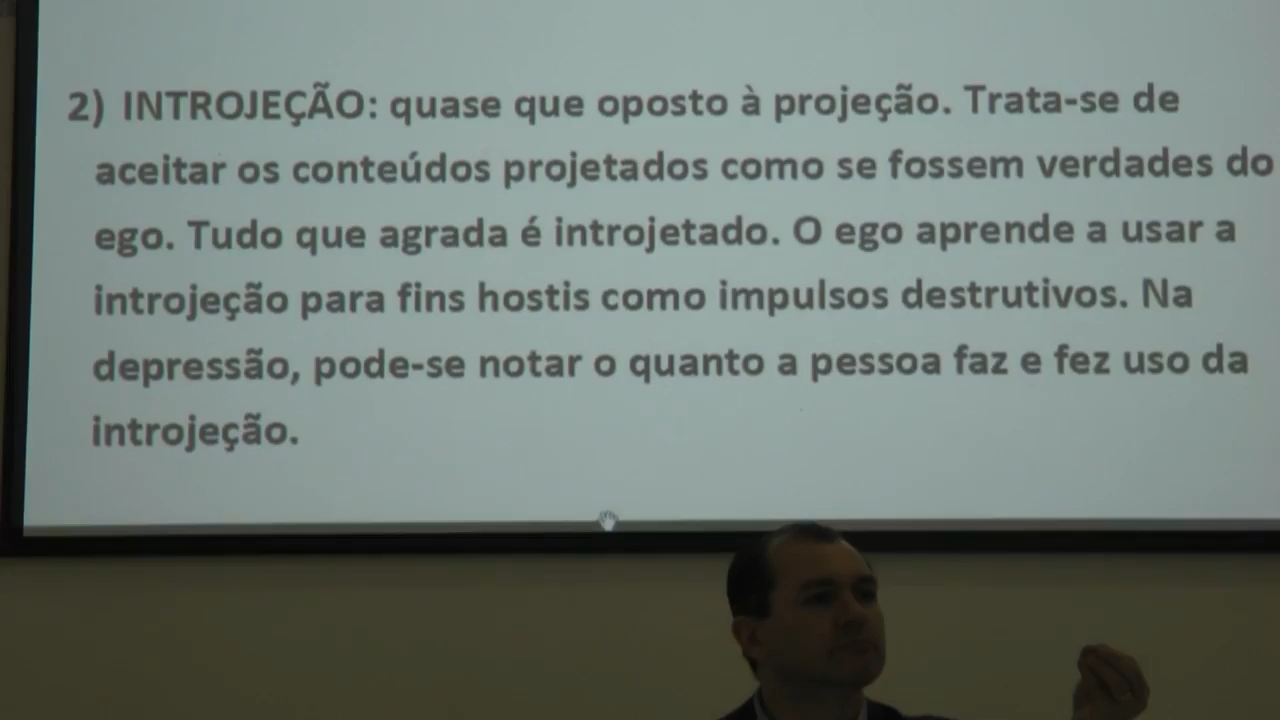 2) INTROJEÇÃO: quase que oposto à projeção. Trata-se de
aceitar os conteúdos projetados como se fossem verdades do
ego. Tudo que agrada é introjetado. O ego aprende a usar a
introjeção para fins hostis como impulsos destrutivos. Na
depressão, pode-se notar o quanto a pessoa faz e fez uso da
introjeção.